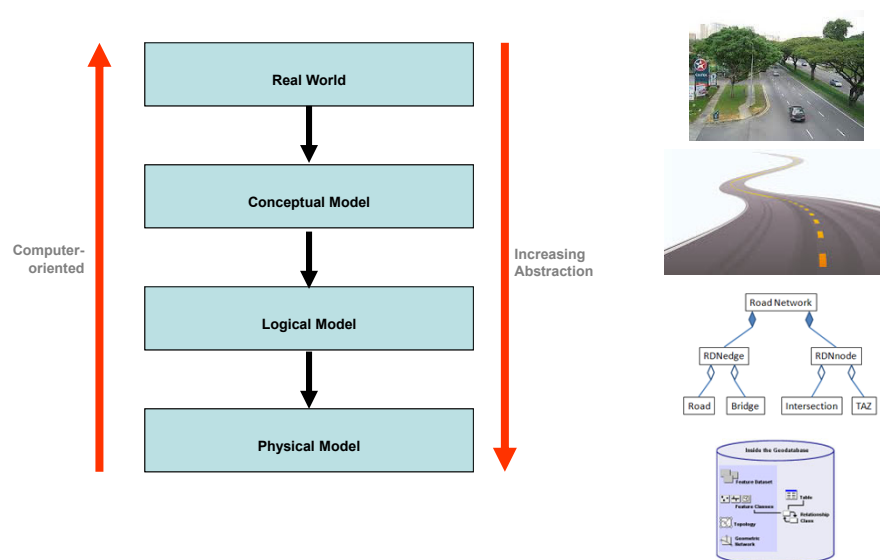 Real World
Conceptual Model
Computer-
oriented
Increasing
Abstraction
Logical Model
Physical Model
Road Network
RDNedge
RDNnode
Road
Bridge
Intersection
TAZ
Inside the Geodatabase
Feature Dataset
Table
Feature Classes
Relationship
Class
Topology
Geometric
Network